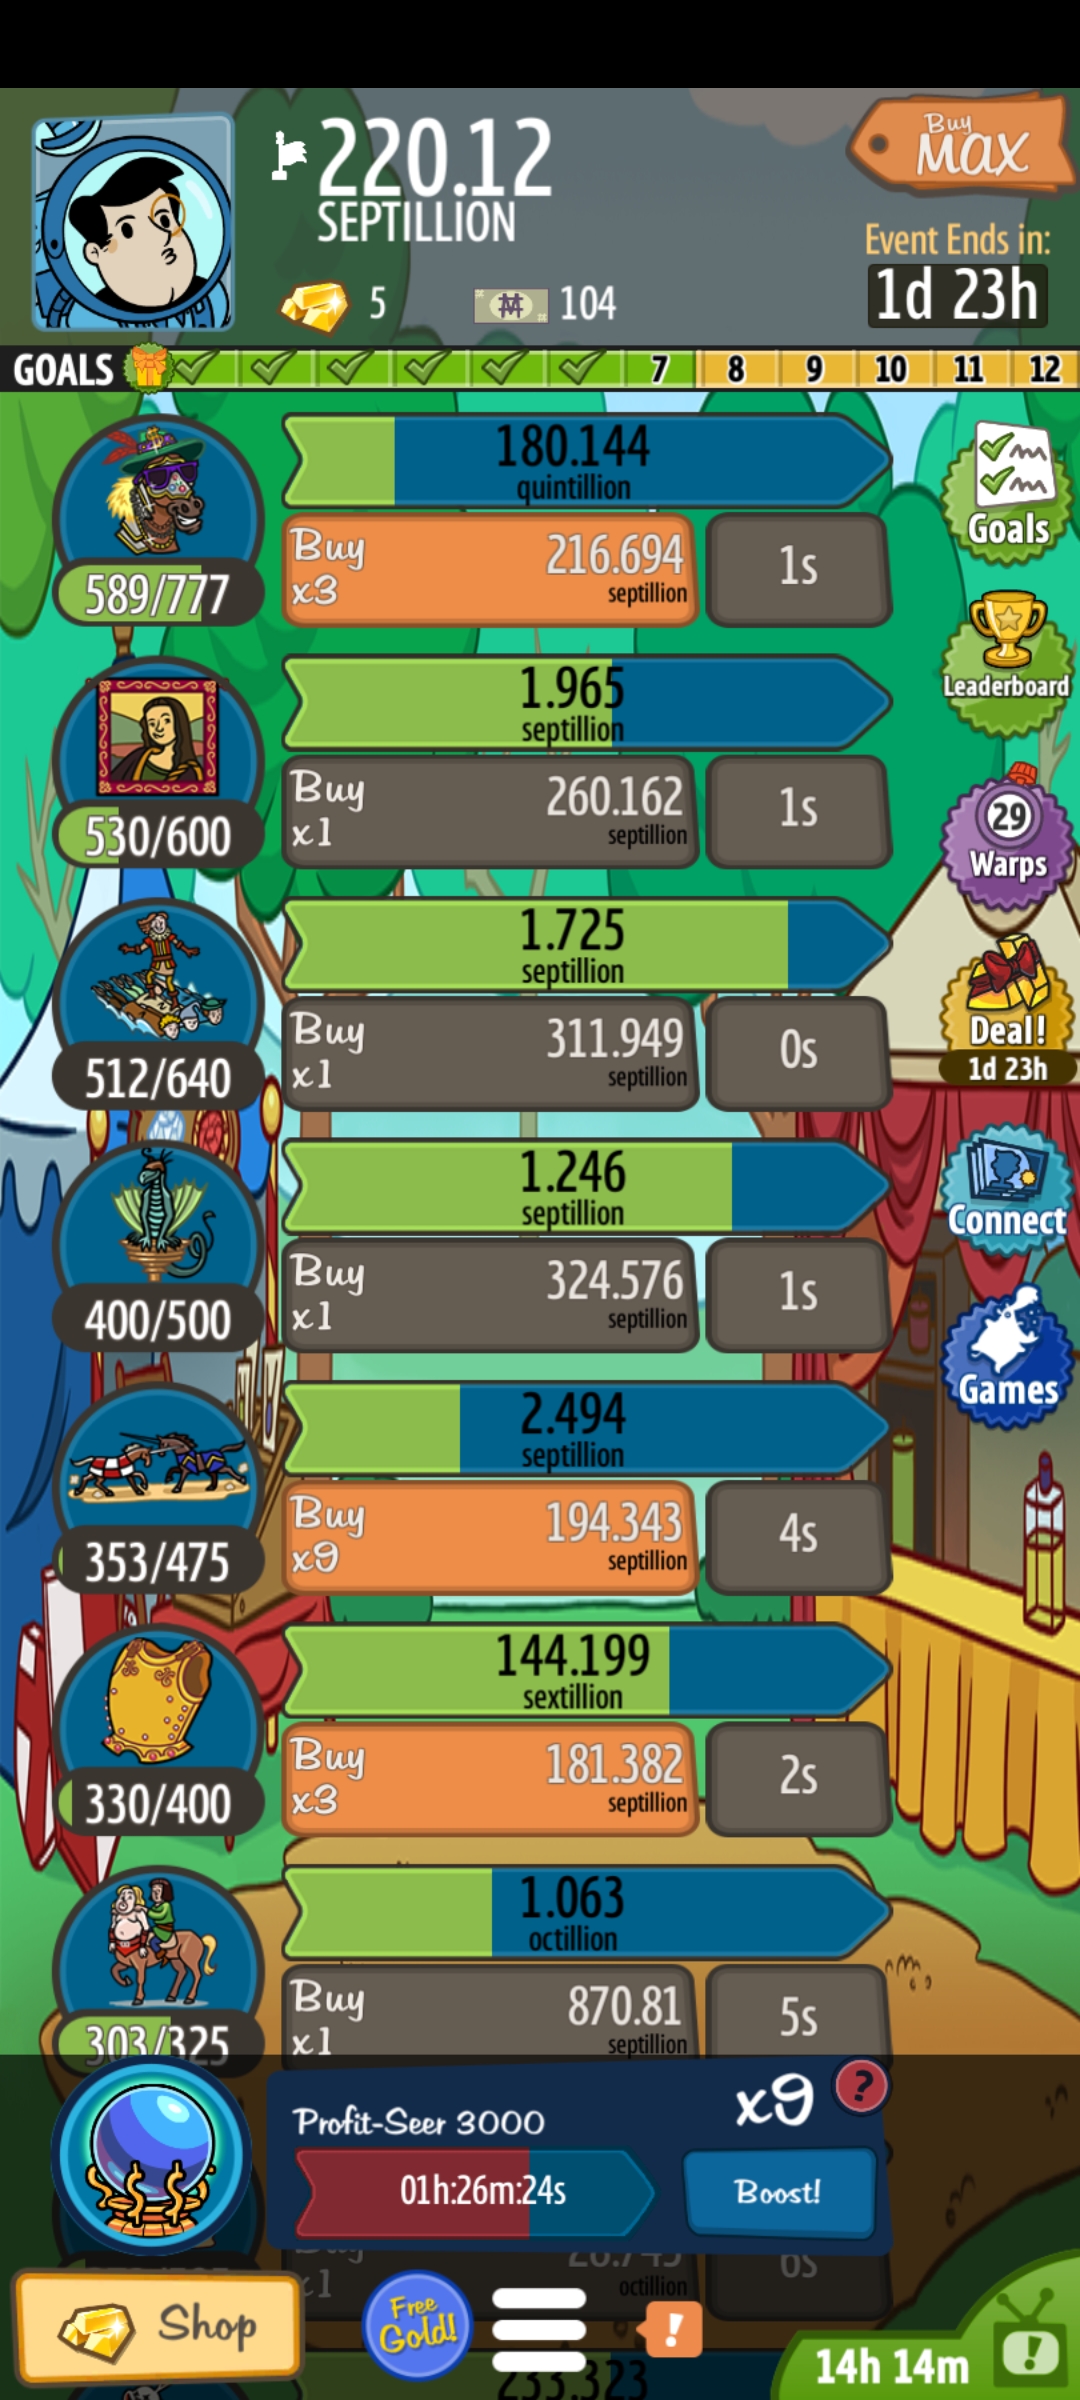 220.12
SEPTILLION
Buy
MAX
5
104
Event Ends in:
1d 23h
GOALS
7
8
9
10
11
12
180.144
quintillion
589/777
Buy
x3
216.694
septillion
1s
Goals
1.965
septillion
530/600
Buy
x1
260.162
septillion
1s
Leaderboard
29
Warps
1.725
septillion
512/640
Buy
x1
311.949
septillion
0s
Deal!
1d 23h
1.246
septillion
400/500
Buy
x1
324.576
septillion
1s
Connect
Games
2.494
septillion
353/475
Buy
x9
194.343
septillion
4s
144.199
sextillion
330/400
Buy
x3
181.382
septillion
2s
1.063
octillion
303/325
Buy
x1
870.81
septillion
5s
Profit-Seer 3000
x9
?
01h:26m:24s
Boost!
octillion
6s
Shop
Free
Gold!
!
14h 14m
!
233.323